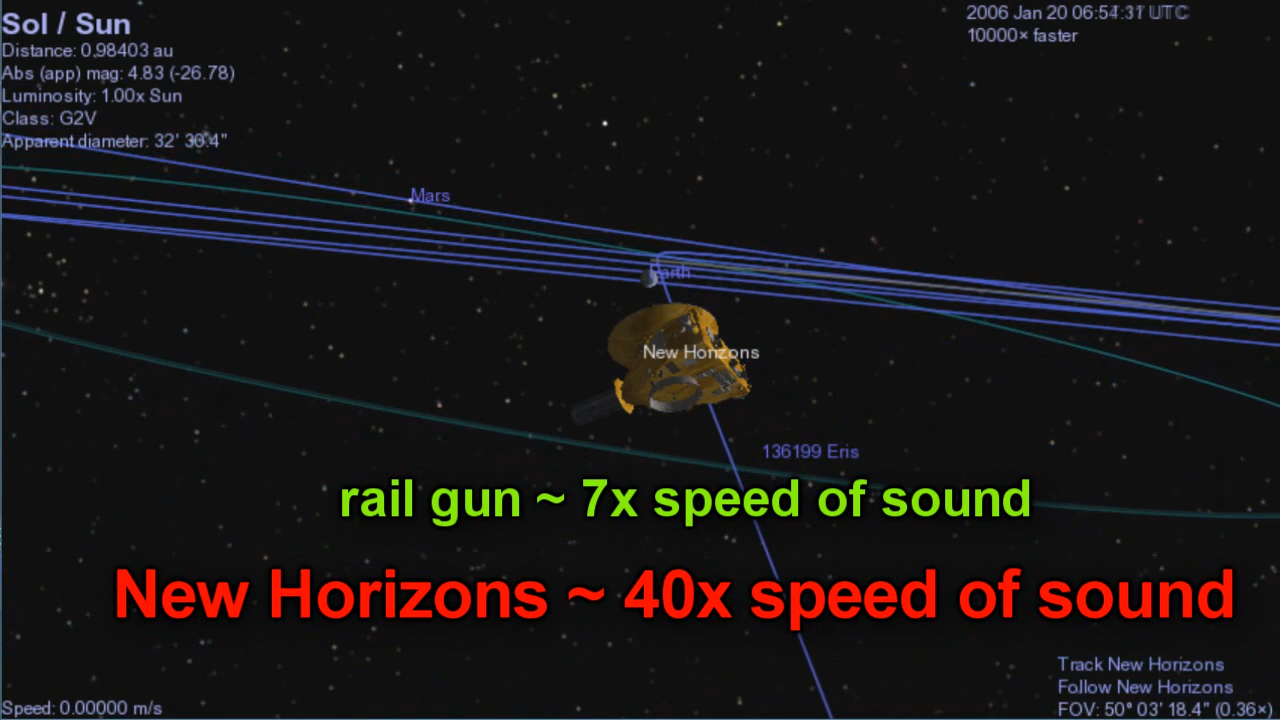 Sol / Sun
Distance: 0.98403 au
Abs (app) mag: 4.83 (-26.78)
Luminosity: 1.00x Sun
Class: G2V
Apparent diameter: 32' 30.4"
2006 Jan 20 06:54:31 UTC
10000× faster
Mars
Earth
New Horizons
136199 Eris
rail gun ~ 7x speed of sound
New Horizons ~ 40x speed of sound
Track New Horizons
Follow New Horizons
FOV: 50° 03' 18.4" (0.36×)
Speed: 0.00000 m/s